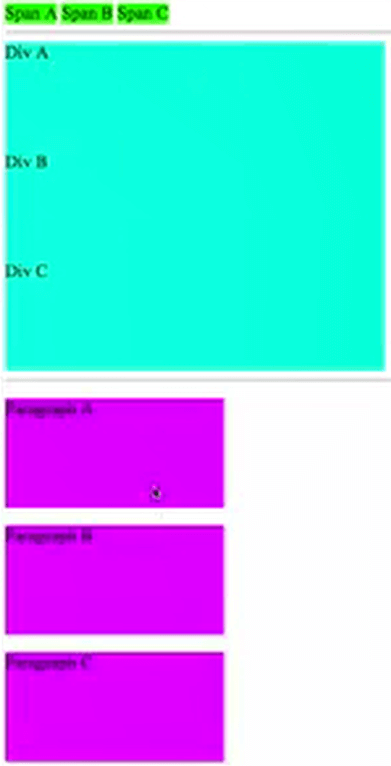 Span A Span B Span C
Div A
Div B
Div C
Paragraph A
Paragraph B
Paragraph C